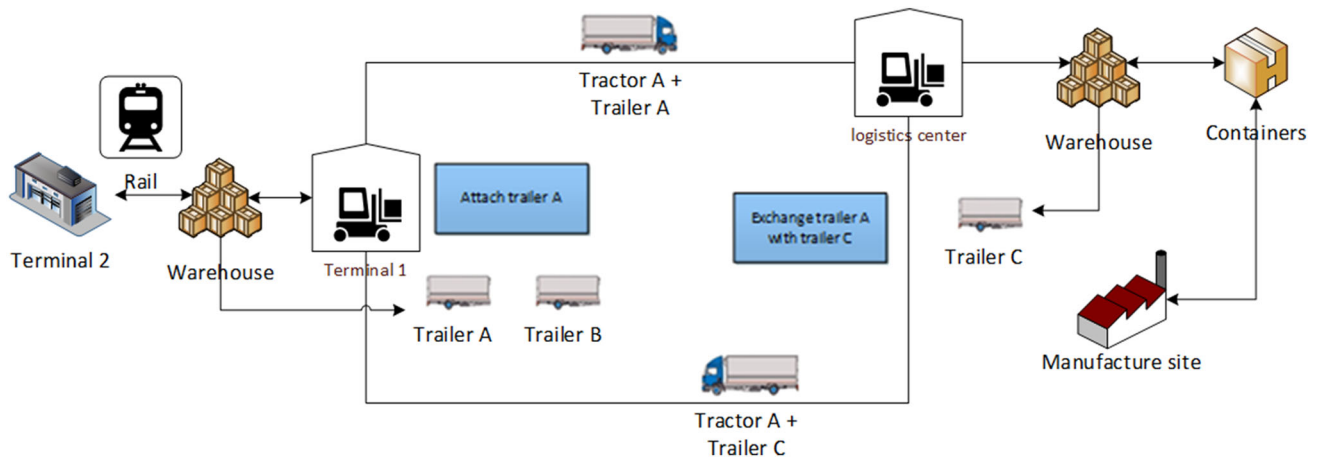 Tractor A +
Trailer A
logistics center
Warehouse
Containers
Rail
Attach trailer A
Exchange trailer A
with trailer C
Terminal 2
Warehouse
Terminal 1
Trailer C
Trailer A
Trailer B
Manufacture site
Tractor A +
Trailer C